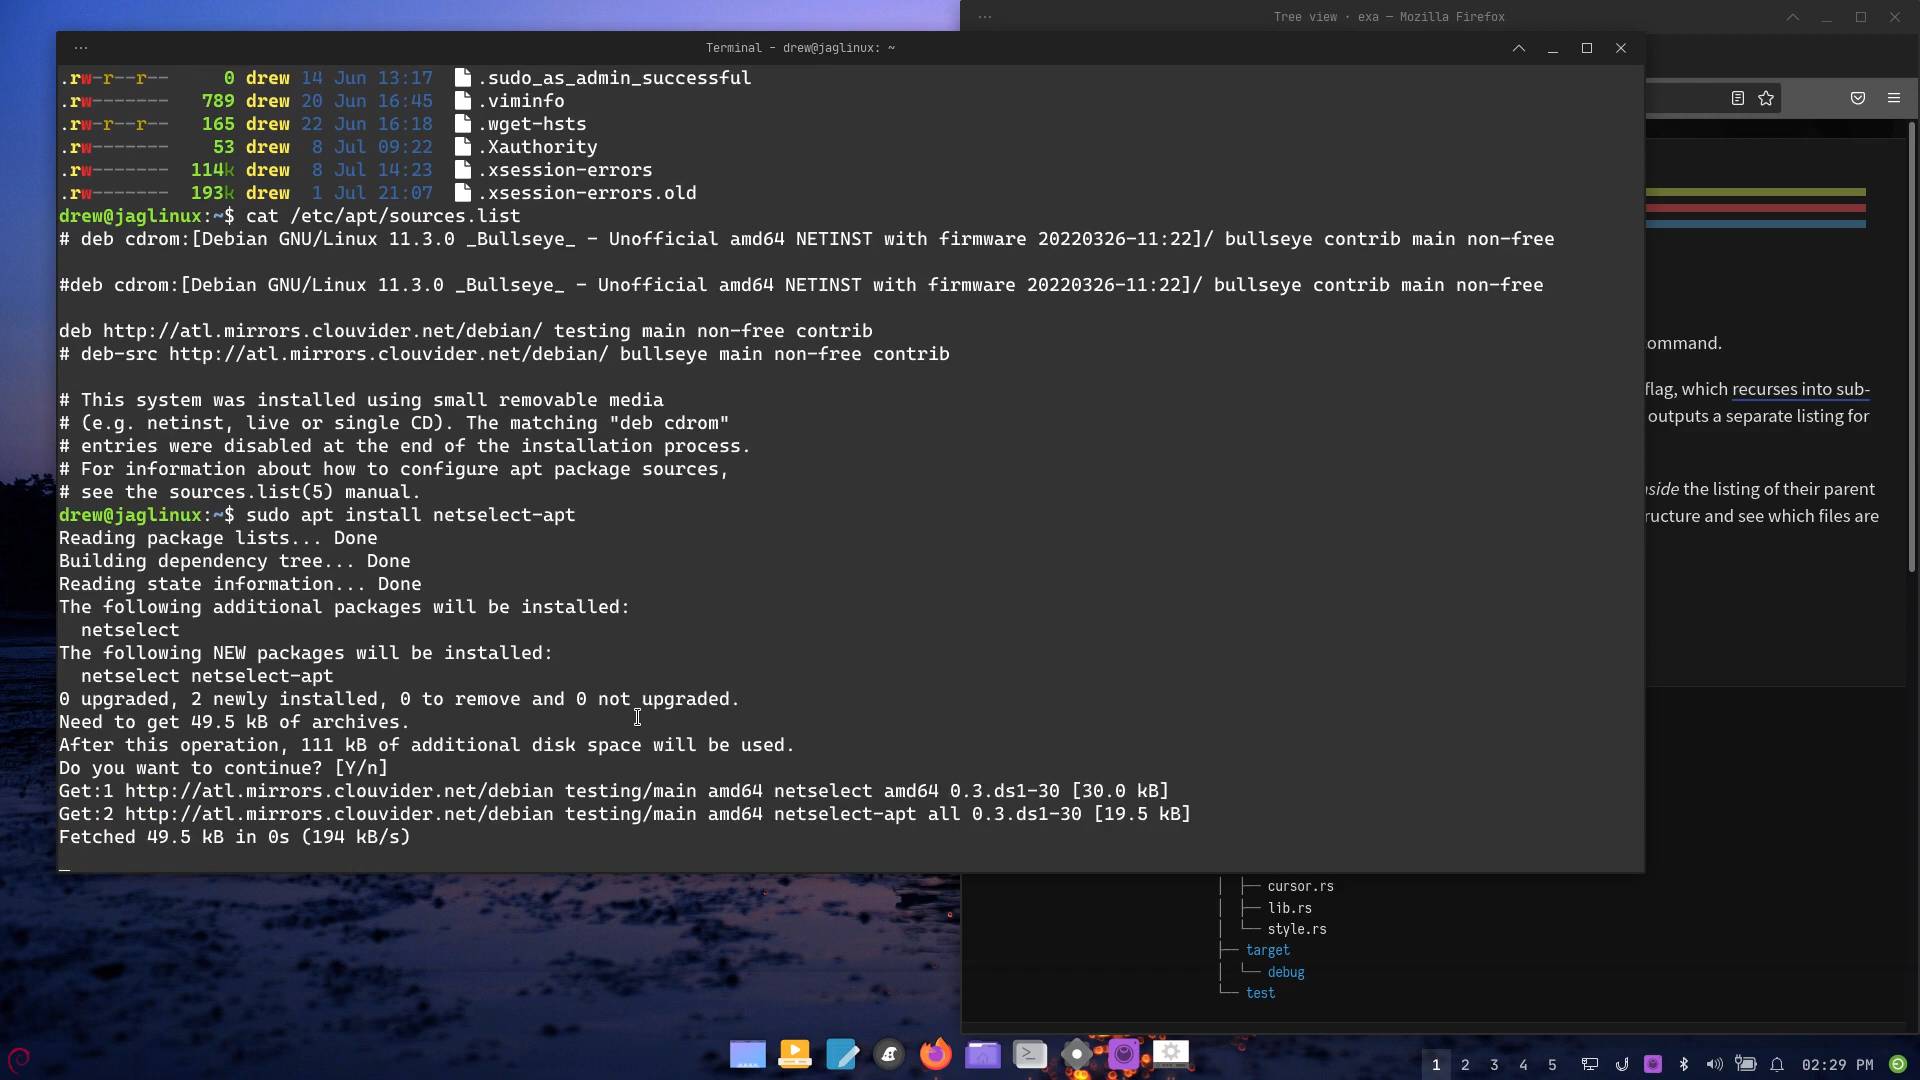 Tree view · exa — Mozilla Firefox
Terminal - drew@jaglinux: ~
.rw-r--r-- 0 drew 14 Jun 13:17 .sudo_as_admin_successful
.rw------- 789 drew 20 Jun 16:45 .viminfo
.rw-r--r-- 165 drew 22 Jun 16:18 .wget-hsts
.rw------- 53 drew 8 Jul 09:22 .Xauthority
.rw------- 114k drew 8 Jul 14:23 .xsession-errors
.rw------- 193k drew 1 Jul 21:07 .xsession-errors.old
drew@jaglinux:~$ cat /etc/apt/sources.list
# deb cdrom:[Debian GNU/Linux 11.3.0 _Bullseye_ - Unofficial amd64 NETINST with firmware 20220326-11:22]/ bullseye contrib main non-free
#deb cdrom:[Debian GNU/Linux 11.3.0 _Bullseye_ - Unofficial amd64 NETINST with firmware 20220326-11:22]/ bullseye contrib main non-free
deb http://atl.mirrors.clouvider.net/debian/ testing main non-free contrib
# deb-src http://atl.mirrors.clouvider.net/debian/ bullseye main non-free contrib
# This system was installed using small removable media
# (e.g. netinst, live or single CD). The matching "deb cdrom"
# entries were disabled at the end of the installation process.
# For information about how to configure apt package sources,
# see the sources.list(5) manual.
drew@jaglinux:~$ sudo apt install netselect-apt
Reading package lists... Done
Building dependency tree... Done
Reading state information... Done
The following additional packages will be installed:
netselect
The following NEW packages will be installed:
netselect netselect-apt
0 upgraded, 2 newly installed, 0 to remove and 0 not upgraded.
Need to get 49.5 kB of archives.
After this operation, 111 kB of additional disk space will be used.
Do you want to continue? [Y/n]
Get:1 http://atl.mirrors.clouvider.net/debian testing/main amd64 netselect amd64 0.3.ds1-30 [30.0 kB]
Get:2 http://atl.mirrors.clouvider.net/debian testing/main amd64 netselect-apt all 0.3.ds1-30 [19.5 kB]
Fetched 49.5 kB in 0s (194 kB/s)
ommand.
flag, which recurses into sub-
outputs a separate listing for
side the listing of their parent
ructure and see which files are
├── cursor.rs
├── lib.rs
└── style.rs
├── target
└── debug
└── test
1 2 3 4 5 02:29 PM